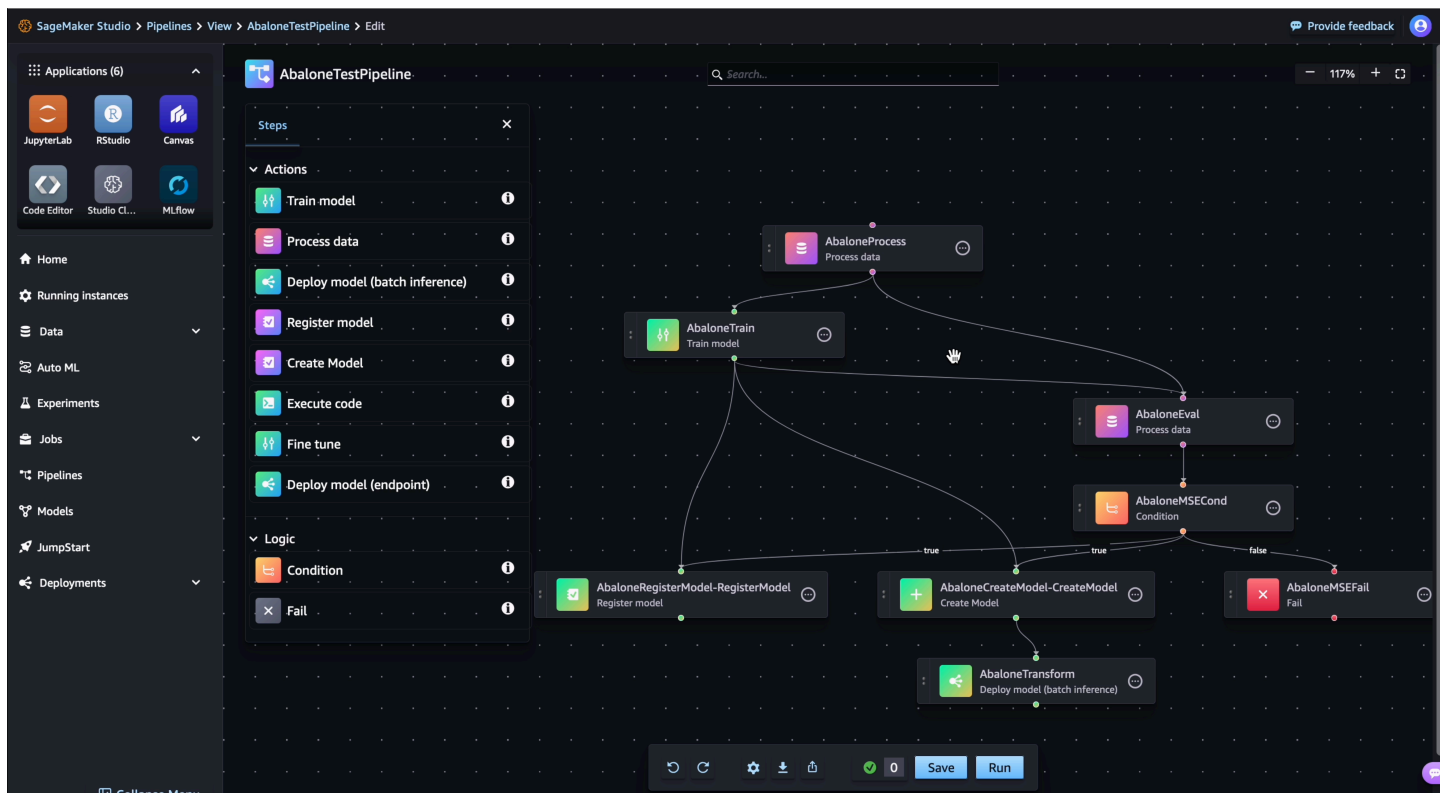 SageMaker Studio > Pipelines > View > AbaloneTestPipeline > Edit
Provide feedback
Applications (6)
JupyterLab
RStudio
Canvas
Code Editor
Studio Cl...
MLflow
Home
Running instances
Data
Auto ML
Experiments
Jobs
Pipelines
Models
JumpStart
Deployments
Collapse Menu
AbaloneTestPipeline
Search...
117%
Steps
Actions
Train model
Process data
Deploy model (batch inference)
Register model
Create Model
Execute code
Fine tune
Deploy model (endpoint)
Logic
Condition
Fail
AbaloneProcess
Process data
AbaloneTrain
Train model
AbaloneEval
Process data
AbaloneMSECond
Condition
true
true
false
AbaloneRegisterModel-RegisterModel
Register model
AbaloneCreateModel-CreateModel
Create Model
AbaloneMSEFail
Fail
AbaloneTransform
Deploy model (batch inference)
0
Save
Run